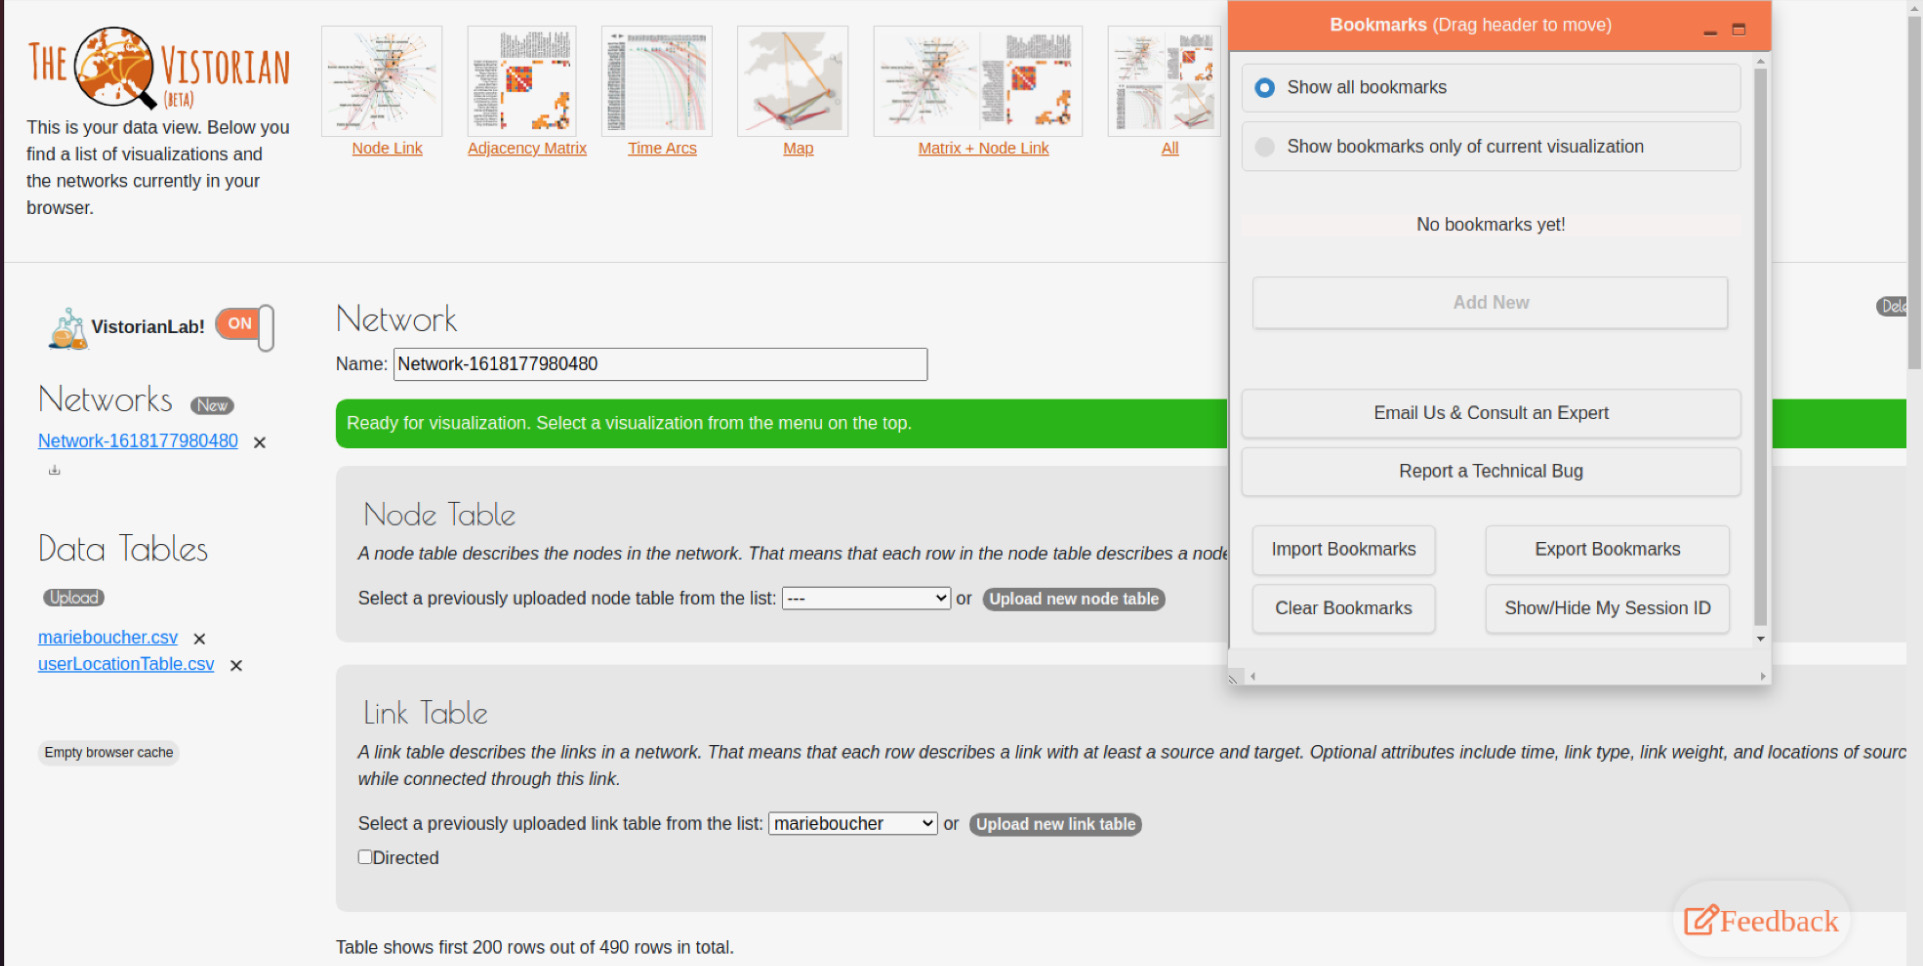 THE VISTORIAN
(BETA)
This is your data view. Below you
find a list of visualizations and
the networks currently in your
browser.
Node Link
Adjacency Matrix
Time Arcs
Map
Matrix + Node Link
All
Bookmarks (Drag header to move)
Show all bookmarks
Show bookmarks only of current visualization
No bookmarks yet!
Add New
Email Us & Consult an Expert
Report a Technical Bug
Import Bookmarks
Export Bookmarks
Clear Bookmarks
Show/Hide My Session ID
VistorianLab! ON
Networks New
Network-1618177980480 ✕
Data Tables
Upload
marieboucher.csv ✕
userLocationTable.csv ✕
Empty browser cache
Network
Dele
Name: Network-1618177980480
Ready for visualization. Select a visualization from the menu on the top.
Node Table
A node table describes the nodes in the network. That means that each row in the node table describes a node
Select a previously uploaded node table from the list: --- or Upload new node table
Link Table
A link table describes the links in a network. That means that each row describes a link with at least a source and target. Optional attributes include time, link type, link weight, and locations of sourc
while connected through this link.
Select a previously uploaded link table from the list: marieboucher or Upload new link table
Directed
Table shows first 200 rows out of 490 rows in total.
Feedback